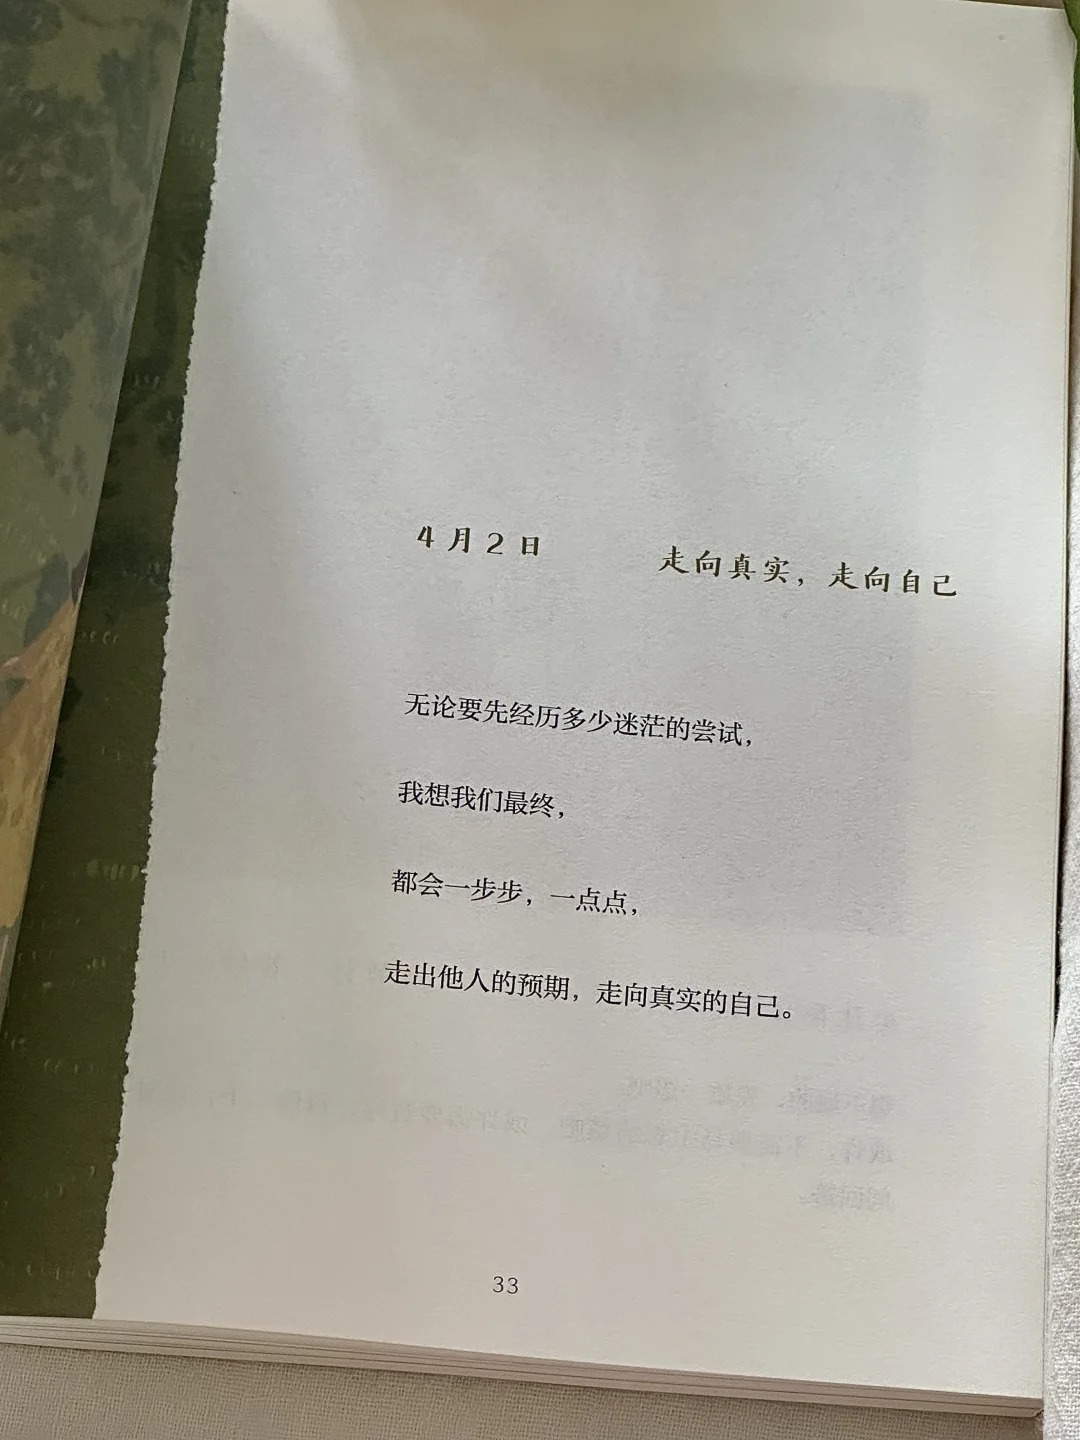 4月2日
走向真实，走向自己
无论要先经历多少迷茫的尝试，
我想我们最终，
都会一步步，一点点，
走出他人的预期，走向真实的自己。
33